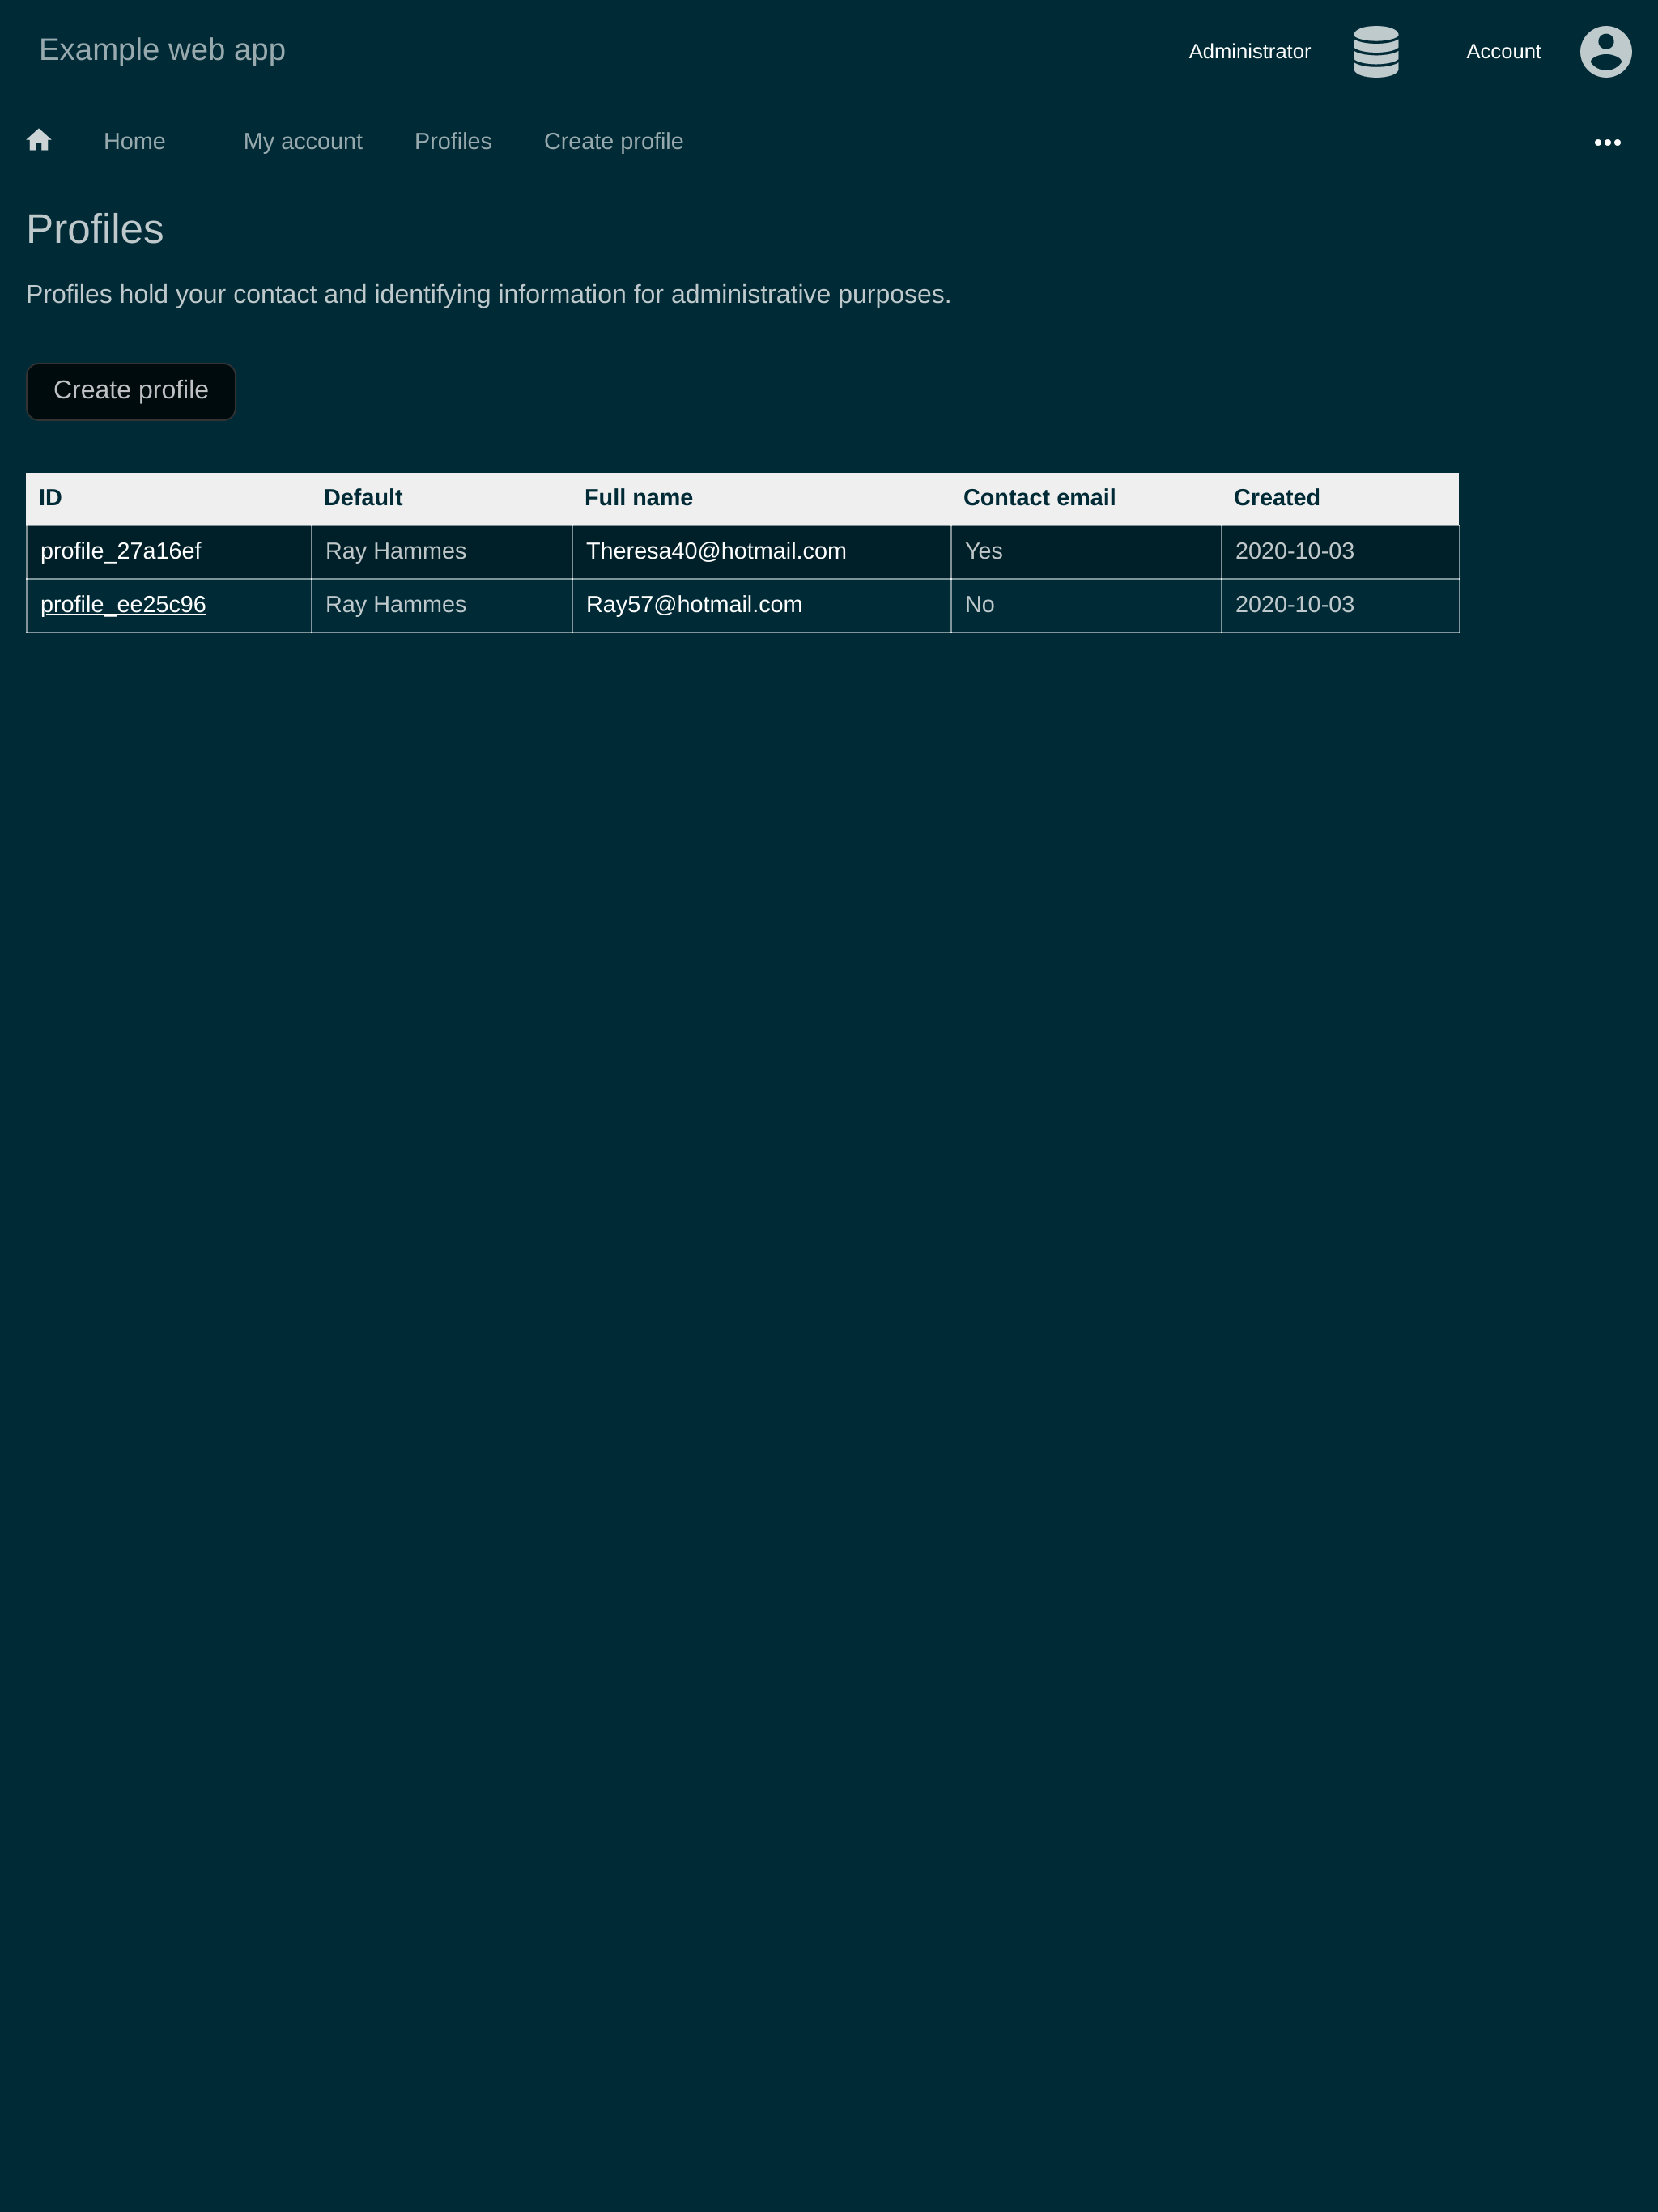 Example web app Administrator Account
Home My account Profiles Create profile
Profiles
Profiles hold your contact and identifying information for administrative purposes.
Create profile
ID Default Full name Contact email Created
profile_27a16ef Ray Hammes Theresa40@hotmail.com Yes 2020-10-03
profile_ee25c96 Ray Hammes Ray57@hotmail.com No 2020-10-03